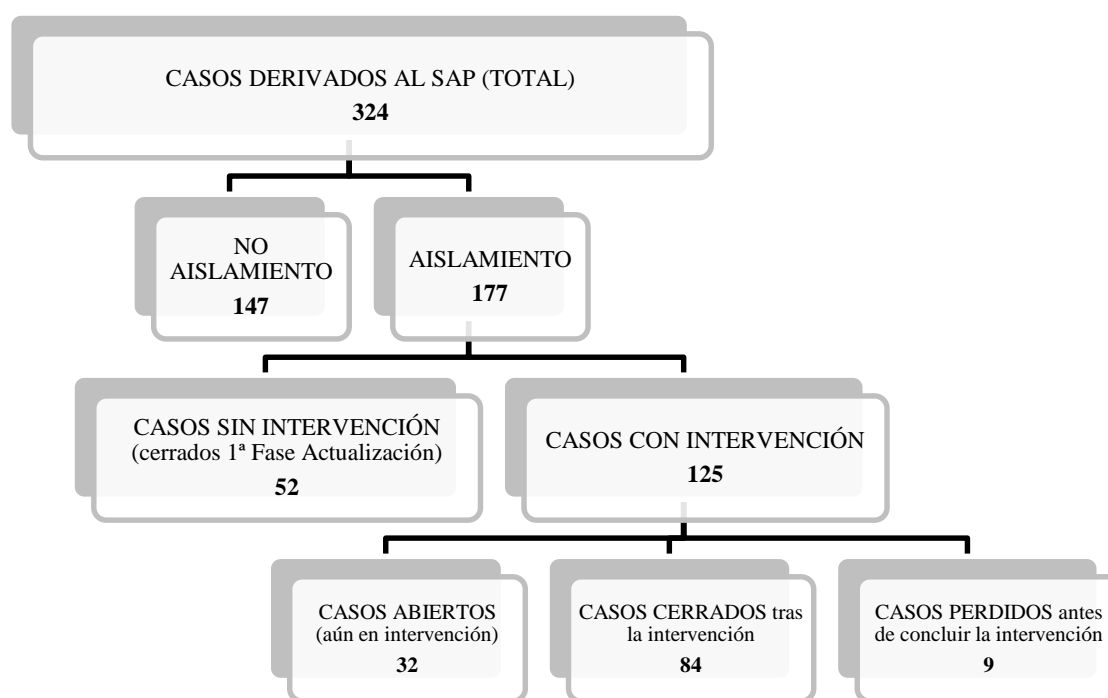 CASOS DERIVADOS AL SAP (TOTAL)
324
NO
AISLAMIENTO
147
AISLAMIENTO
177
CASOS SIN INTERVENCIÓN
(cerrados 1ª Fase Actualización)
52
CASOS CON INTERVENCIÓN
125
CASOS ABIERTOS
(aún en intervención)
32
CASOS CERRADOS tras
la intervención
84
CASOS PERDIDOS antes
de concluir la intervención
9